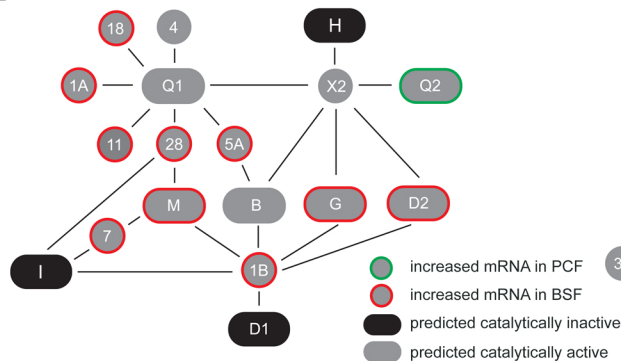 18
4
H
1A
Q1
X2
Q2
11
28
5A
M
B
G
D2
7
I
1B
D1
increased mRNA in PCF
3
increased mRNA in BSF
predicted catalytically inactive
predicted catalytically active